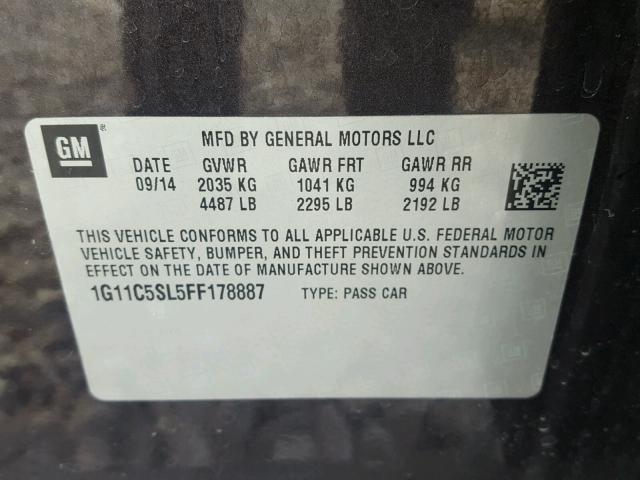 GM ® MFD BY GENERAL MOTORS LLC
DATE GVWR GAWR FRT GAWR RR
09/14 2035 KG 1041 KG 994 KG
4487 LB 2295 LB 2192 LB
THIS VEHICLE CONFORMS TO ALL APPLICABLE U.S. FEDERAL MOTOR
VEHICLE SAFETY, BUMPER, AND THEFT PREVENTION STANDARDS IN
EFFECT ON THE DATE OF MANUFACTURE SHOWN ABOVE.
1G11C5SL5FF178887 TYPE: PASS CAR